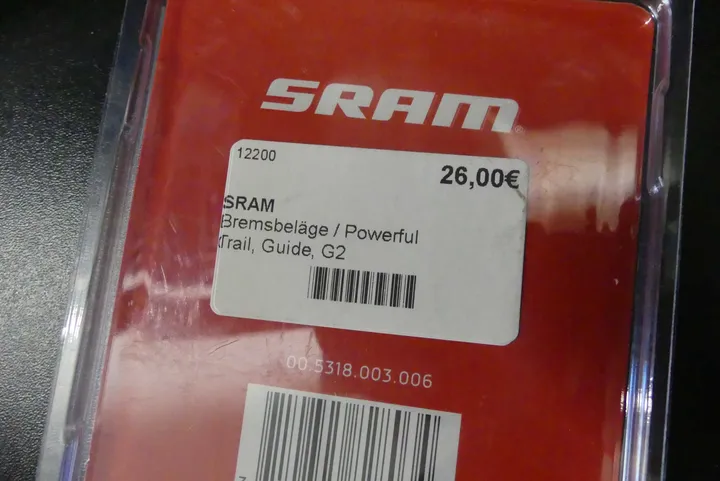 SRAM
12200
26,00€
SRAM
Bremsbeläge / Powerful
Trail, Guide, G2
00.5318.003.006